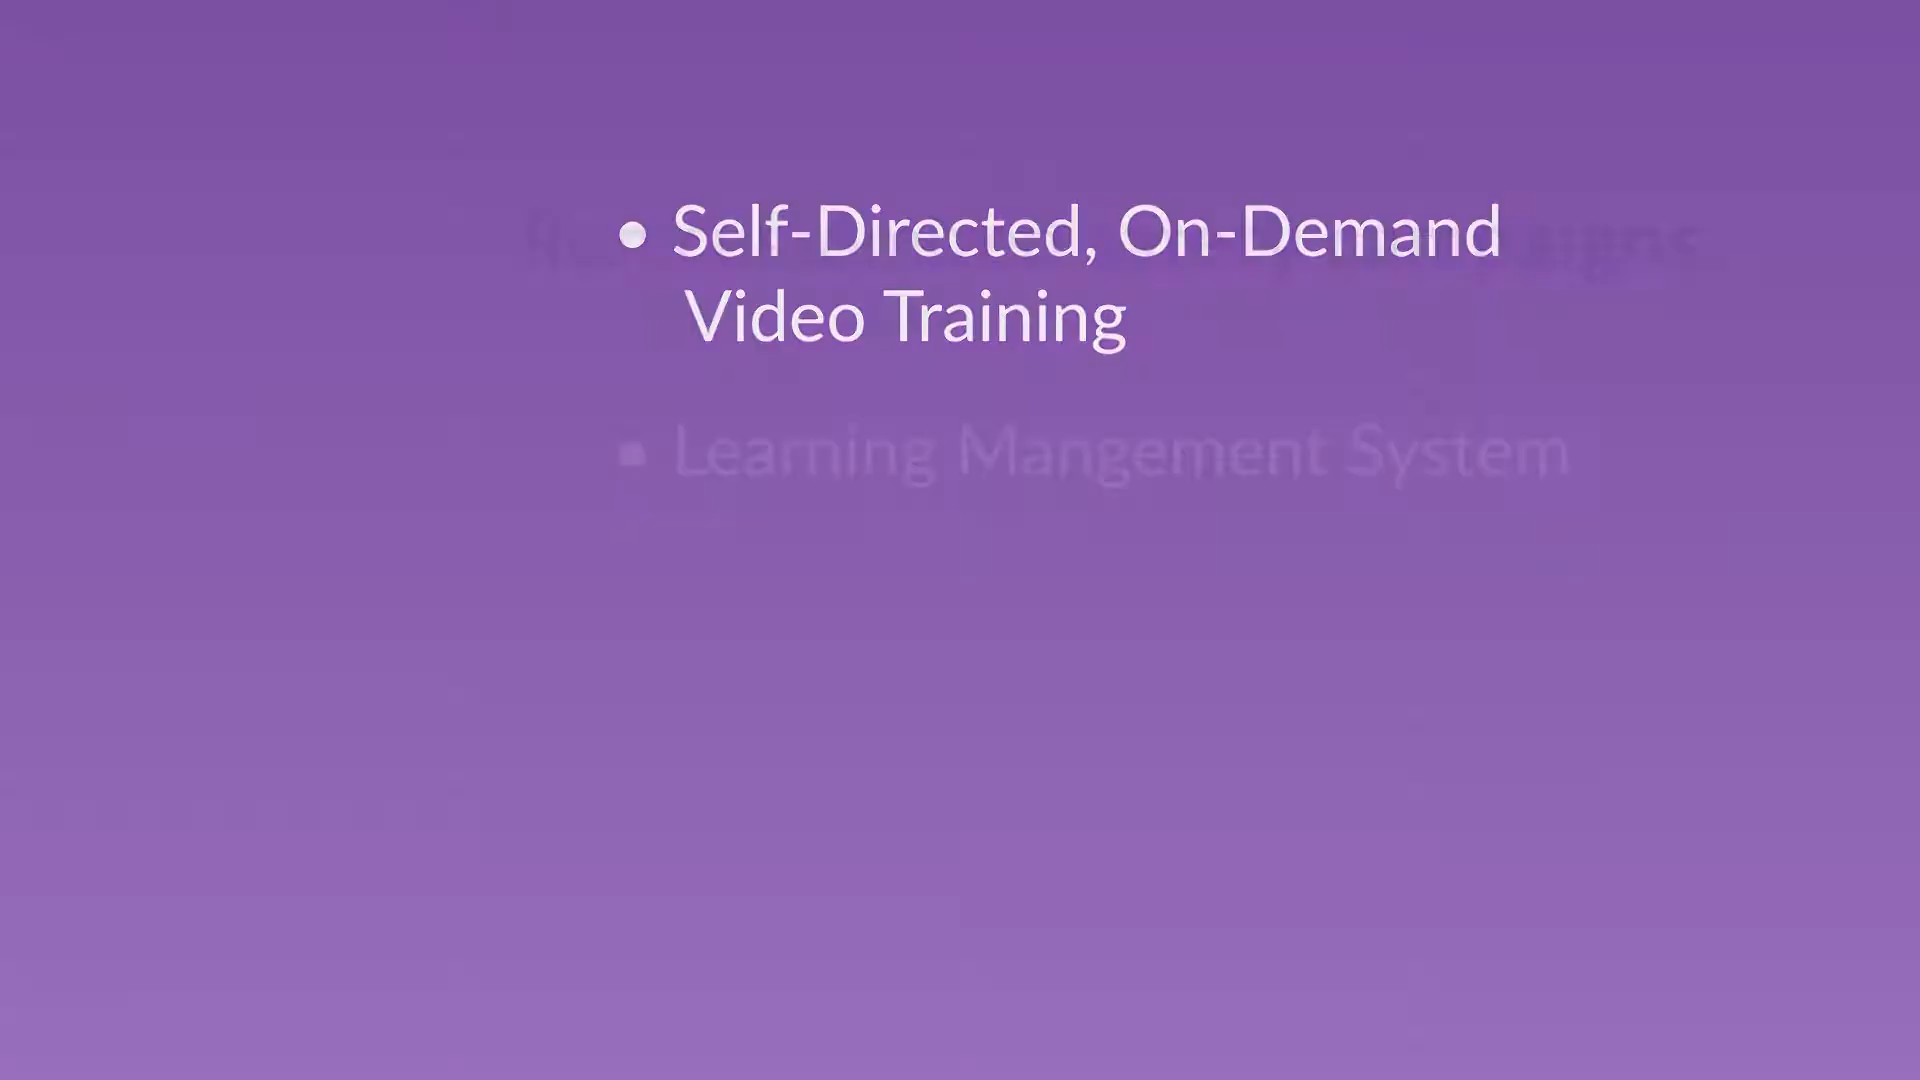 • Self-Directed, On-Demand
Video Training
▪ Learning Mangement System